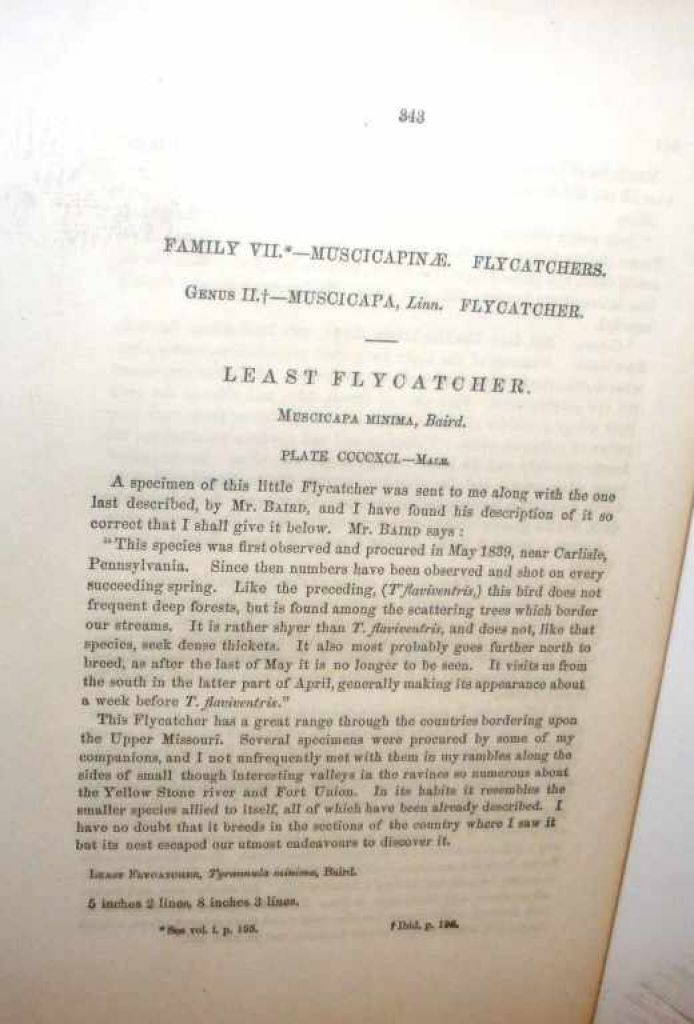 343
FAMILY VII.*—MUSCICAPINÆ. FLYCATCHERS.
GENUS II.†—MUSCICAPA, Linn. FLYCATCHER.
LEAST FLYCATCHER.
MUSCICAPA MINIMA, Baird.
PLATE CCCCXCI.—MALE.
A specimen of this little Flycatcher was sent to me along with the one
last described, by Mr. BAIRD, and I have found his description of it so
correct that I shall give it below. Mr. BAIRD says :
"This species was first observed and procured in May 1839, near Carlisle,
Pennsylvania. Since then numbers have been observed and shot on every
succeeding spring. Like the preceding, (T flaviventris,) this bird does not
frequent deep forests, but is found among the scattering trees which border
our streams. It is rather shyer than T. flaviventris, and does not, like that
species, seek dense thickets. It also most probably goes further north to
breed, as after the last of May it is no longer to be seen. It visits us from
the south in the latter part of April, generally making its appearance about
a week before T. flaviventris."
This Flycatcher has a great range through the countries bordering upon
the Upper Missouri. Several specimens were procured by some of my
companions, and I not unfrequently met with them in my rambles along the
sides of small though interesting valleys in the ravines so numerous about
the Yellow Stone river and Fort Union. In its habits it resembles the
smaller species allied to itself, all of which have been already described. I
have no doubt that it breeds in the sections of the country where I saw it
but its nest escaped our utmost endeavours to discover it.
LEAST FLYCATCHER, Tyrannula minima, Baird.
5 inches 2 lines, 8 inches 3 lines.
*See vol. i. p. 195. † Ibid. p. 196.